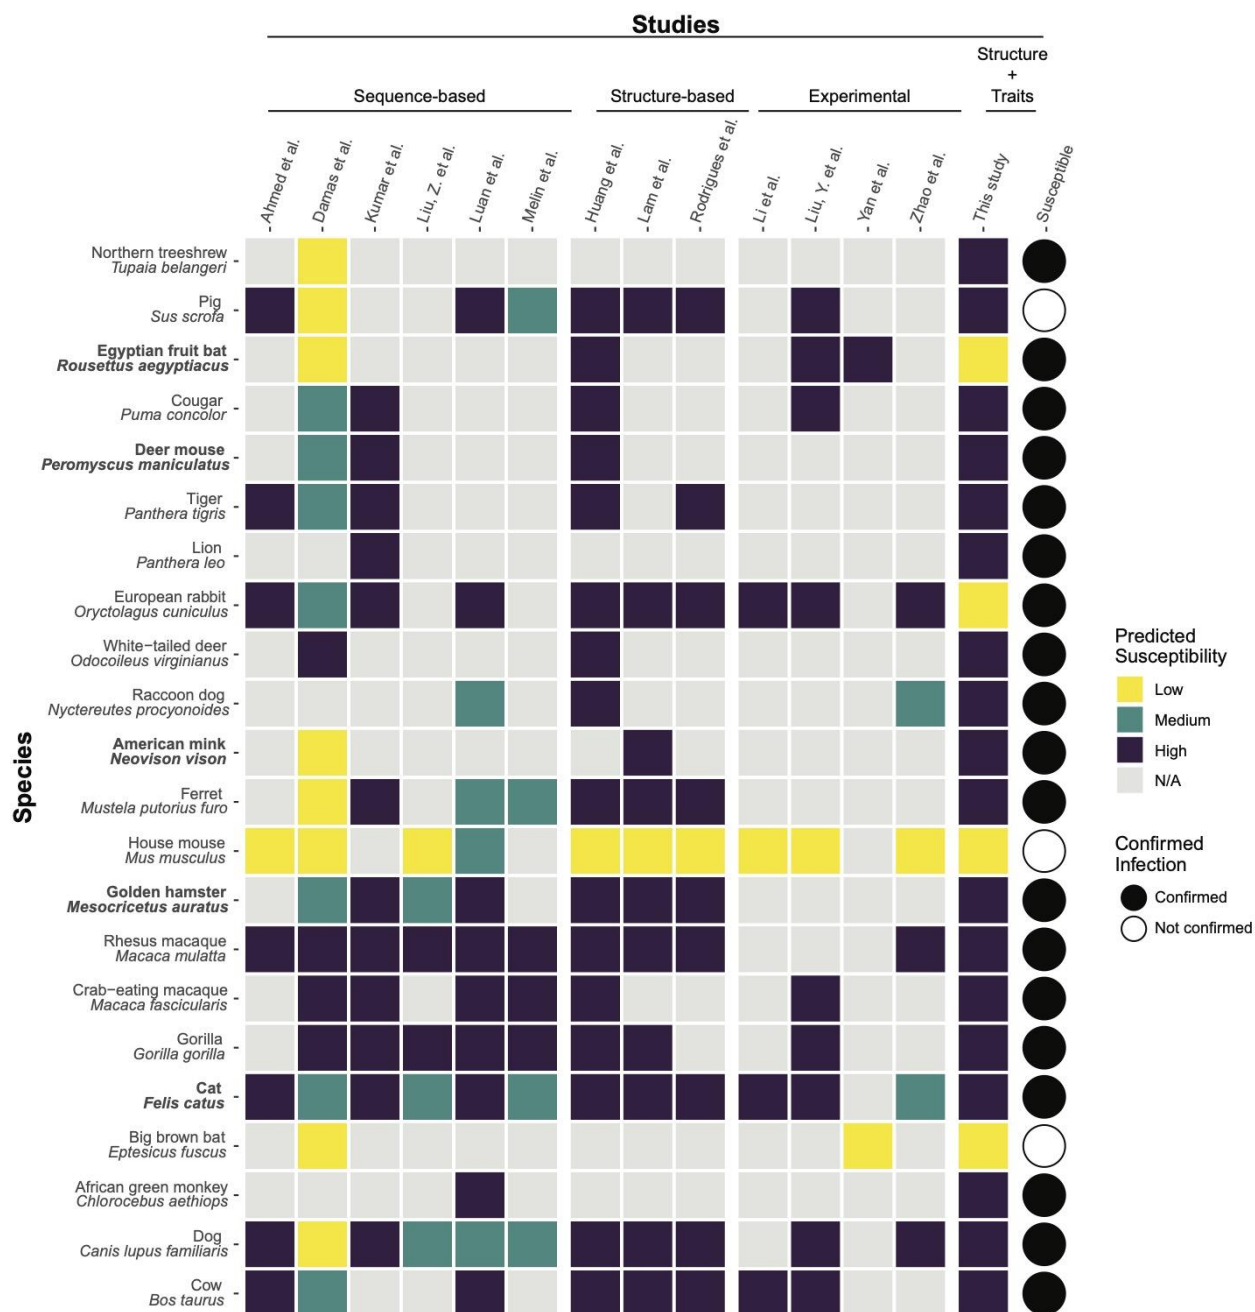 Studies
Structure
+
Traits
Sequence-based
Structure-based
Experimental
Ahmed et al.
Damas et al.
Kumar et al.
Liu, Z. et al.
Luan et al.
Melin et al.
Huang et al.
Lam et al.
Rodrigues et al.
Li et al.
Liu, Y. et al.
Yan et al.
Zhao et al.
This study
Susceptible
Species
Northern treeshrew
Tupaia belangeri
Pig
Sus scrofa
Egyptian fruit bat
Rousettus aegyptiacus
Cougar
Puma concolor
Deer mouse
Peromyscus maniculatus
Tiger
Panthera tigris
Lion
Panthera leo
European rabbit
Oryctolagus cuniculus
White-tailed deer
Odocoileus virginianus
Raccoon dog
Nyctereutes procyonoides
American mink
Neovison vison
Ferret
Mustela putorius furo
House mouse
Mus musculus
Golden hamster
Mesocricetus auratus
Rhesus macaque
Macaca mulatta
Crab-eating macaque
Macaca fascicularis
Gorilla
Gorilla gorilla
Cat
Felis catus
Big brown bat
Eptesicus fuscus
African green monkey
Chlorocebus aethiops
Dog
Canis lupus familiaris
Cow
Bos taurus
Predicted
Susceptibility
Low
Medium
High
N/A
Confirmed
Infection
Confirmed
Not confirmed